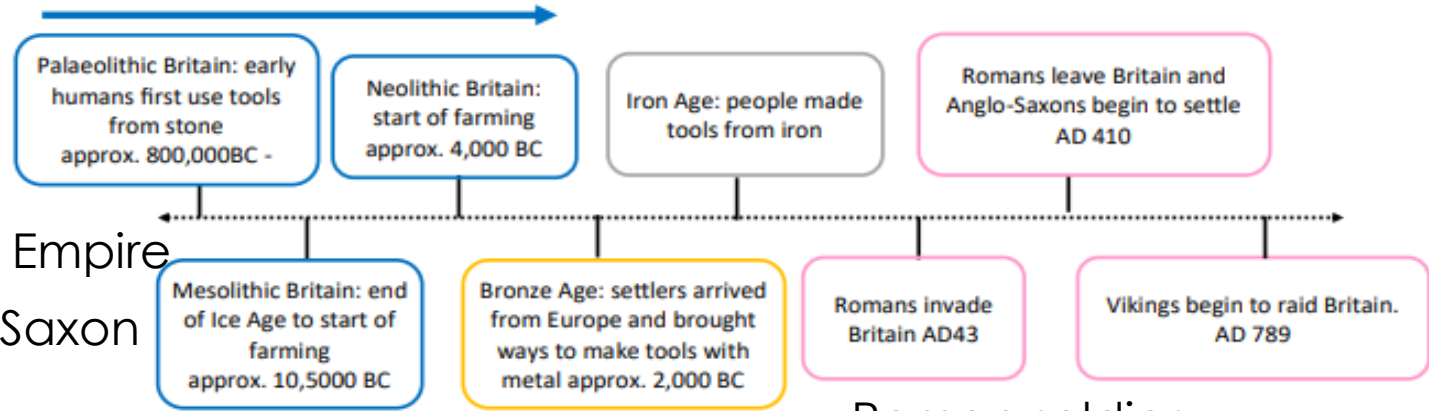 Palaeolithic Britain: early
humans first use tools
from stone
approx. 800,000BC -
Neolithic Britain:
start of farming
approx. 4,000 BC
Iron Age: people made
tools from iron
Romans leave Britain and
Anglo-Saxons begin to settle
AD 410
Empire
Saxon
Mesolithic Britain: end
of Ice Age to start of
farming
approx. 10,5000 BC
Bronze Age: settlers arrived
from Europe and brought
ways to make tools with
metal approx. 2,000 BC
Romans invade
Britain AD43
Vikings begin to raid Britain.
AD 789